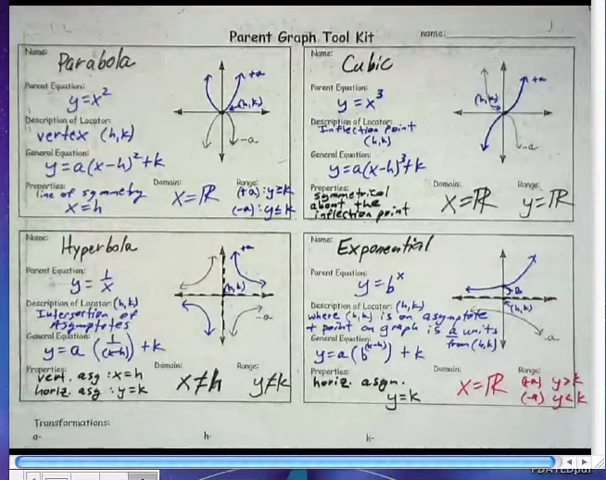 Parent Graph Tool Kit name:
Name: Parabola
Parent Equation:
y = x²
Description of Locator:
vertex (h,k)
General Equation:
y = a(x-h)² + k
Properties:
line of symmetry
x = h
Domain:
x = ℝ
Range:
(+a): y ≥ k
(-a): y ≤ k
+a
(h,k)
-a
Name: Cubic
Parent Equation:
y = x³
Description of Locator:
Inflection point
(h,k)
General Equation:
y = a(x-h)³ + k
Properties:
symmetrical
about the
inflection point
Domain:
x = ℝ
Range:
y = ℝ
+a
(h,k)
-a
Name: Hyperbola
Parent Equation:
y = 1/x
Description of Locator: (h,k)
Intersection of
Asymptotes
General Equation:
y = a (1/(x-h)) + k
Properties:
vert. asy : x = h
horiz. asy : y = k
Domain:
x ≠ h
Range:
y ≠ k
+a
(h,k)
-a
Name: Exponential
Parent Equation:
y = bˣ
Description of Locator: (h,k)
where (h,k) is on asymptote
+ point on graph is a units
from (h,k)
General Equation:
y = a(b^(x-h)) + k
Properties:
horiz. asym.
y = k
Domain:
x = ℝ
Range:
(+a) y > k
(-a) y < k
(h,k)
-a
Transformations:
a- h- k-